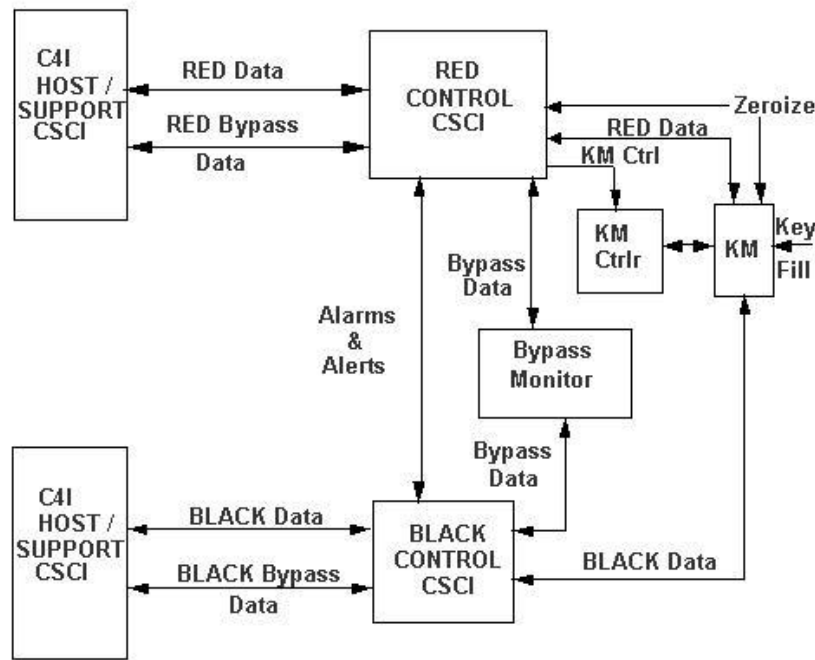 C4I
HOST /
SUPPORT
CSCI
RED Data
RED Bypass
Data
RED
CONTROL
CSCI
Zeroize
RED Data
KM Ctrl
KM
Ctrlr
KM
Key
Fill
Bypass
Data
Alarms
&
Alerts
Bypass
Monitor
Bypass
Data
C4I
HOST /
SUPPORT
CSCI
BLACK Data
BLACK Bypass
Data
BLACK
CONTROL
CSCI
BLACK Data